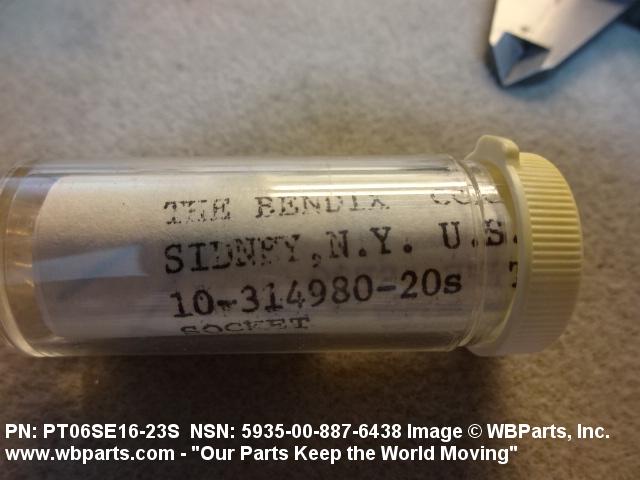 THE BENDIX
SIDNEY, N.Y. U.S.
10-314980-20s
SOCKET
PN: PT06SE16-23S NSN: 5935-00-887-6438 Image © WBParts, Inc.
www.wbparts.com - "Our Parts Keep the World Moving"